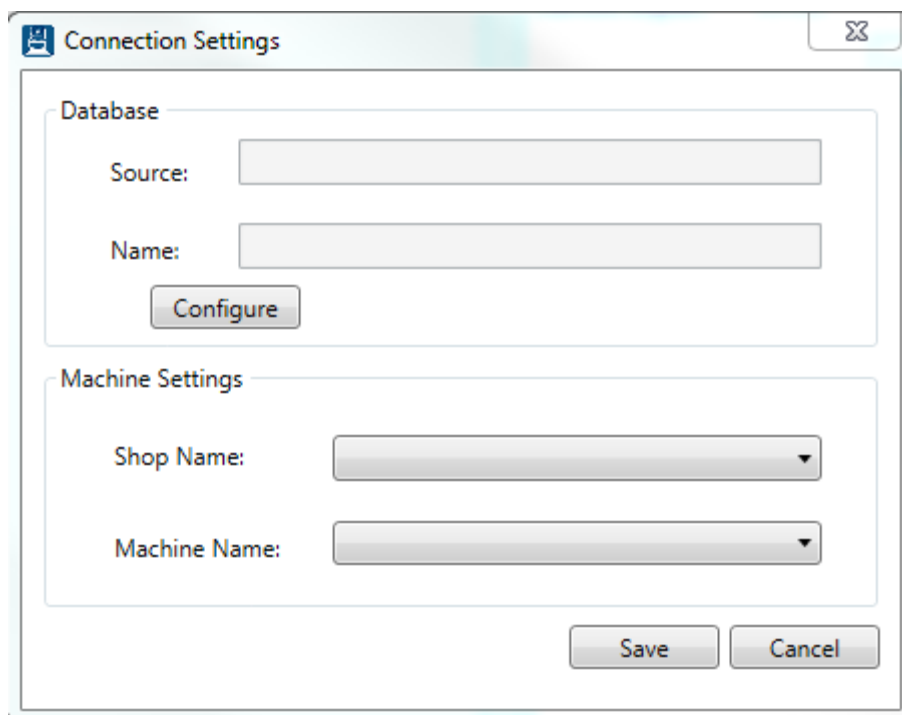 Connection Settings
Database
Source:
Name:
Configure
Machine Settings
Shop Name:
Machine Name:
Save Cancel